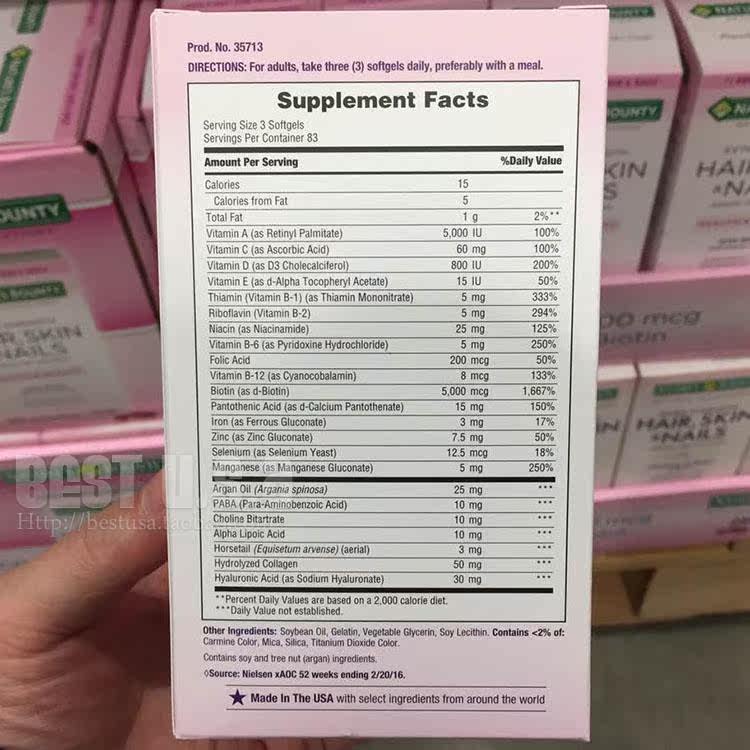 Prod. No. 35713
DIRECTIONS: For adults, take three (3) softgels daily, preferably with a meal.
Supplement Facts
Serving Size 3 Softgels
Servings Per Container 83
Amount Per Serving %Daily Value
Calories 15
Calories from Fat 5
Total Fat 1 g 2%**
Vitamin A (as Retinyl Palmitate) 5,000 IU 100%
Vitamin C (as Ascorbic Acid) 60 mg 100%
Vitamin D (as D3 Cholecalciferol) 800 IU 200%
Vitamin E (as d-Alpha Tocopheryl Acetate) 15 IU 50%
Thiamin (Vitamin B-1) (as Thiamin Mononitrate) 5 mg 333%
Riboflavin (Vitamin B-2) 5 mg 294%
Niacin (as Niacinamide) 25 mg 125%
Vitamin B-6 (as Pyridoxine Hydrochloride) 5 mg 250%
Folic Acid 200 mcg 50%
Vitamin B-12 (as Cyanocobalamin) 8 mcg 133%
Biotin (as d-Biotin) 5,000 mcg 1,667%
Pantothenic Acid (as d-Calcium Pantothenate) 15 mg 150%
Iron (as Ferrous Gluconate) 3 mg 17%
Zinc (as Zinc Gluconate) 7.5 mg 50%
Selenium (as Selenium Yeast) 12.5 mcg 18%
Manganese (as Manganese Gluconate) 5 mg 250%
Argan Oil (Argania spinosa) 25 mg ***
PABA (Para-Aminobenzoic Acid) 10 mg ***
Choline Bitartrate 10 mg ***
Alpha Lipoic Acid 10 mg ***
Horsetail (Equisetum arvense) (aerial) 3 mg ***
Hydrolyzed Collagen 50 mg ***
Hyaluronic Acid (as Sodium Hyaluronate) 30 mg ***
**Percent Daily Values are based on a 2,000 calorie diet.
***Daily Value not established.
Other Ingredients: Soybean Oil, Gelatin, Vegetable Glycerin, Soy Lecithin. Contains <2% of:
Carmine Color, Mica, Silica, Titanium Dioxide Color.
Contains soy and tree nut (argan) ingredients.
◊Source: Nielsen xAOC 52 weeks ending 2/20/16.
★ Made In The USA with select ingredients from around the world
BEST U
Http://bestusa.taoba
OUNTY
R, SKIN
NAILS
BOUNTY
OUNTY
KIN
S
HAI
&NA
00 mcg
iotin
IN,
HAIR, SKIN
&NAILS